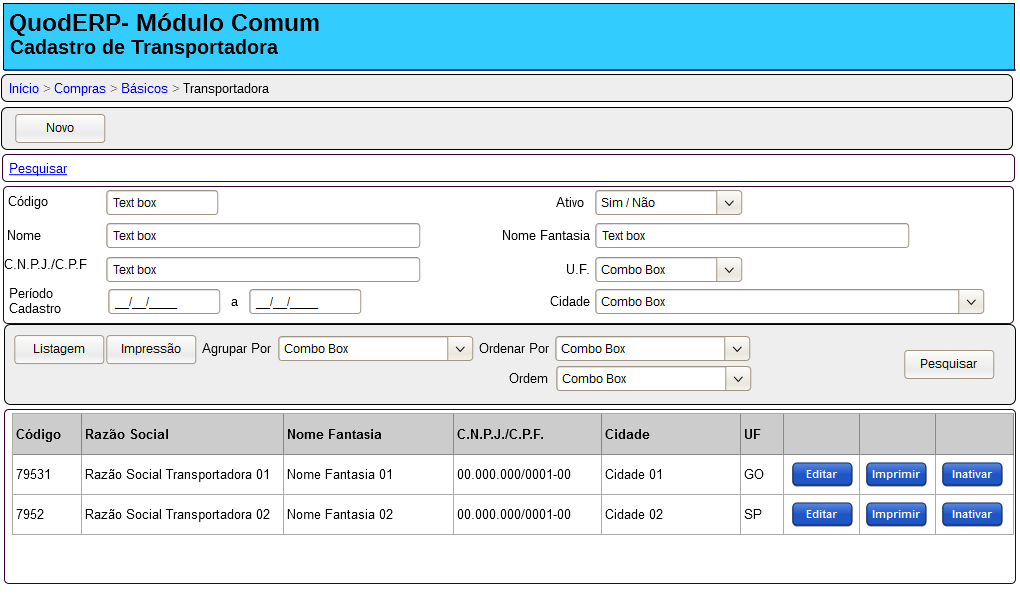 QuodERP- Módulo Comum
Cadastro de Transportadora
Início > Compras > Básicos > Transportadora
Novo
Pesquisar
Código Text box Ativo Sim / Não
Nome Text box Nome Fantasia Text box
C.N.P.J./C.P.F Text box U.F. Combo Box
Período Cadastro __/__/____ a __/__/____ Cidade Combo Box
Listagem Impressão Agrupar Por Combo Box Ordenar Por Combo Box
Ordem Combo Box
Pesquisar
Código Razão Social Nome Fantasia C.N.P.J./C.P.F. Cidade UF
79531 Razão Social Transportadora 01 Nome Fantasia 01 00.000.000/0001-00 Cidade 01 GO Editar Imprimir Inativar
7952 Razão Social Transportadora 02 Nome Fantasia 02 00.000.000/0001-00 Cidade 02 SP Editar Imprimir Inativar